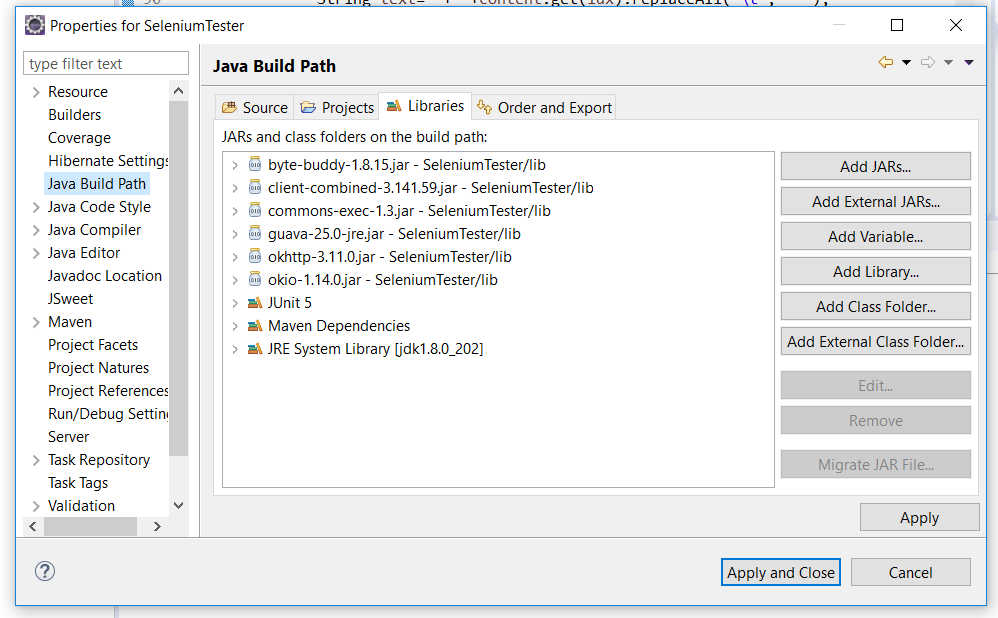 90 String text= "T" +content.get(idx).replaceAll( "\t",
Properties for SeleniumTester
type filter text
Resource
Builders
Coverage
Hibernate Settings
Java Build Path
Java Code Style
Java Compiler
Java Editor
Javadoc Location
JSweet
Maven
Project Facets
Project Natures
Project References
Run/Debug Settin
Server
Task Repository
Task Tags
Validation
Java Build Path
Source Projects Libraries Order and Export
JARs and class folders on the build path:
byte-buddy-1.8.15.jar - SeleniumTester/lib
client-combined-3.141.59.jar - SeleniumTester/lib
commons-exec-1.3.jar - SeleniumTester/lib
guava-25.0-jre.jar - SeleniumTester/lib
okhttp-3.11.0.jar - SeleniumTester/lib
okio-1.14.0.jar - SeleniumTester/lib
JUnit 5
Maven Dependencies
JRE System Library [jdk1.8.0_202]
Add JARs...
Add External JARs...
Add Variable...
Add Library...
Add Class Folder...
Add External Class Folder...
Edit...
Remove
Migrate JAR File...
Apply
Apply and Close
Cancel